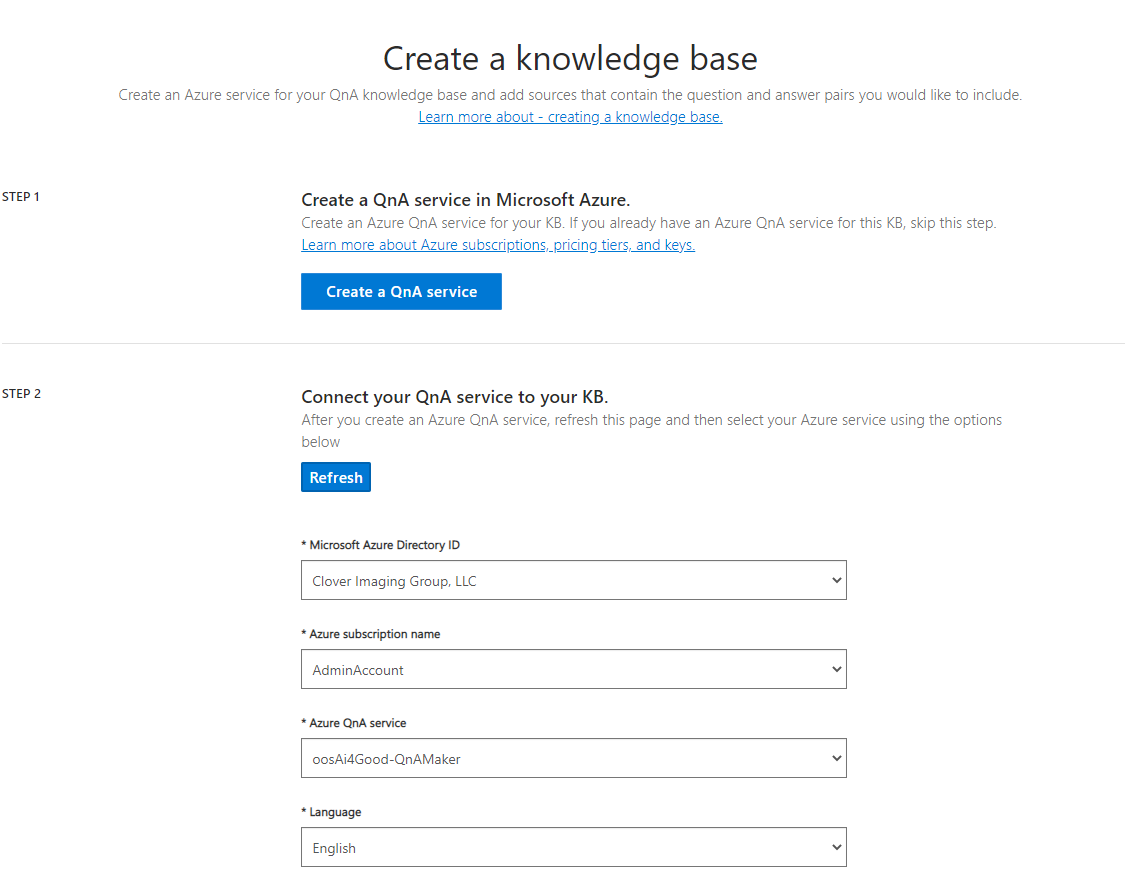 Create a knowledge base
Create an Azure service for your QnA knowledge base and add sources that contain the question and answer pairs you would like to include.
Learn more about - creating a knowledge base.
STEP 1
Create a QnA service in Microsoft Azure.
Create an Azure QnA service for your KB. If you already have an Azure QnA service for this KB, skip this step.
Learn more about Azure subscriptions, pricing tiers, and keys.
Create a QnA service
STEP 2
Connect your QnA service to your KB.
After you create an Azure QnA service, refresh this page and then select your Azure service using the options
below
Refresh
* Microsoft Azure Directory ID
Clover Imaging Group, LLC
* Azure subscription name
AdminAccount
* Azure QnA service
oosAi4Good-QnAMaker
* Language
English